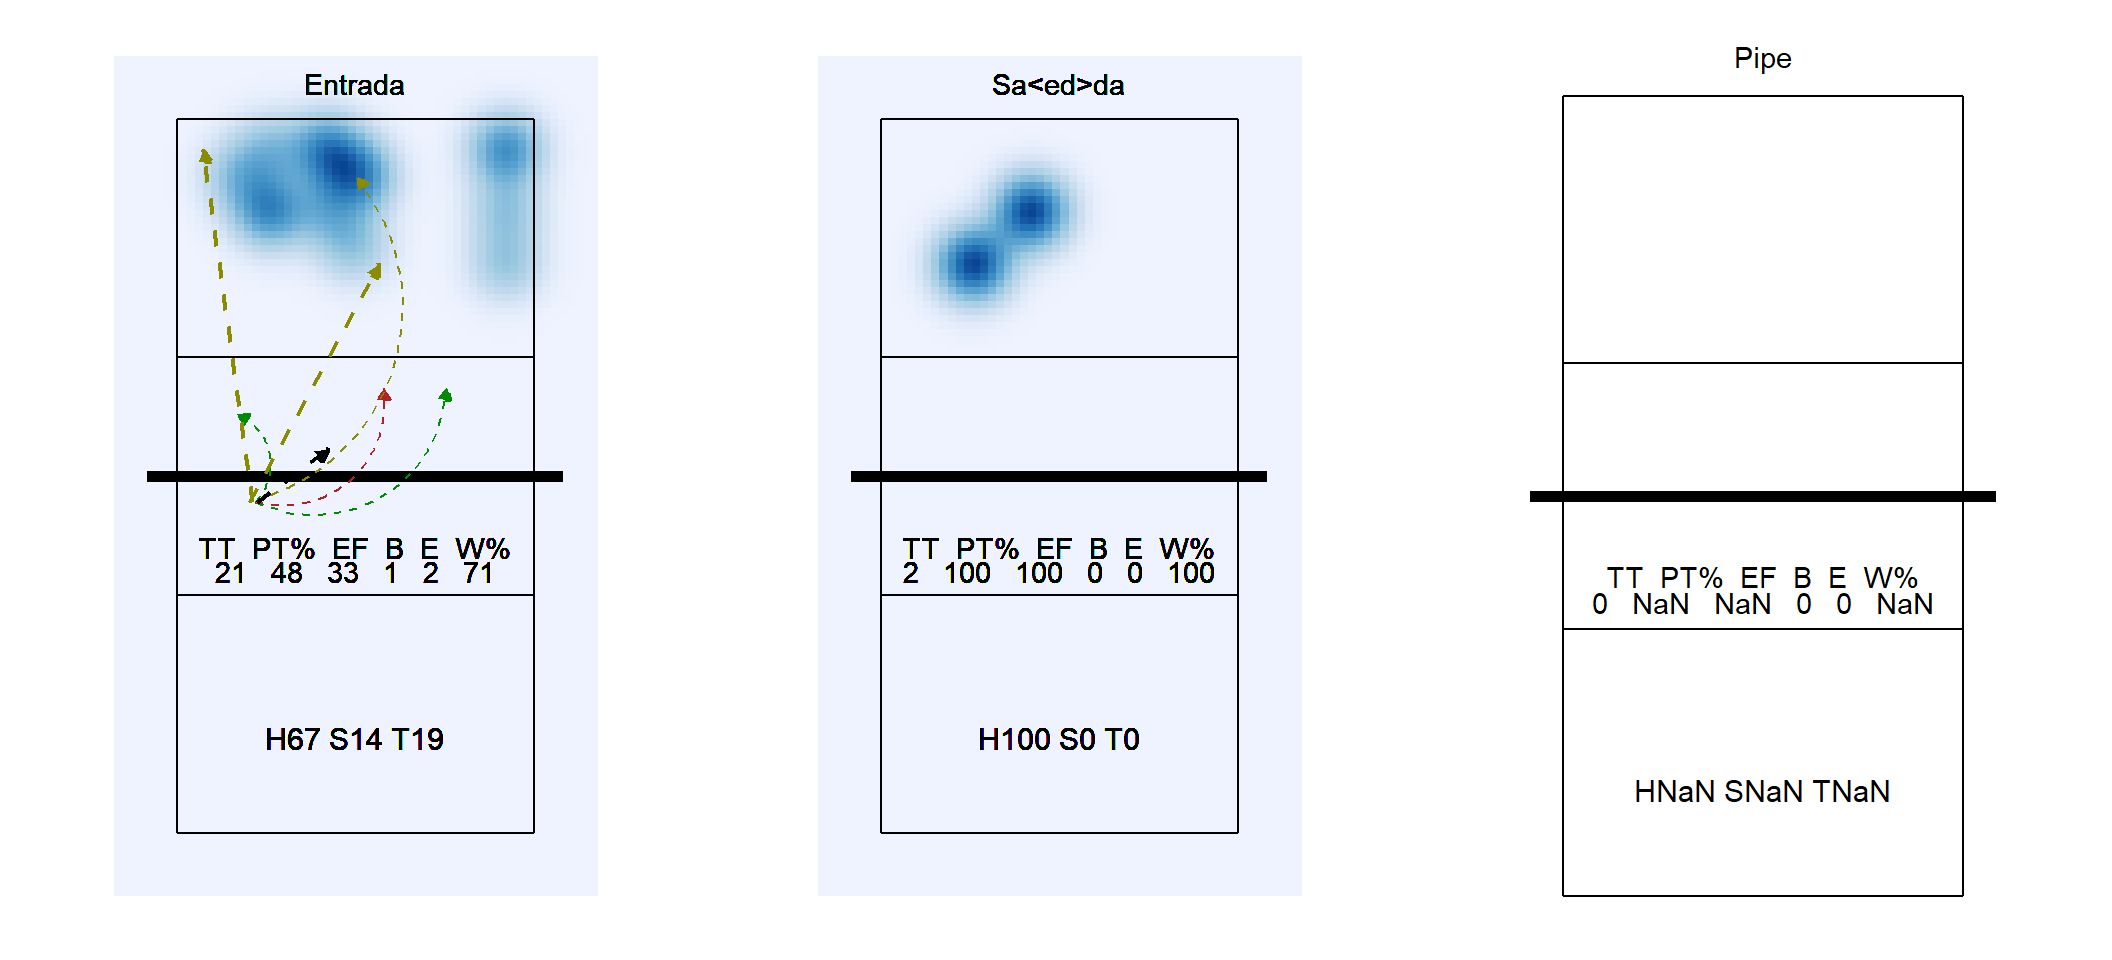 Entrada
TT PT% EF B E W%
21 48 33 1 2 71
H67 S14 T19
Sa<ed>da
TT PT% EF B E W%
2 100 100 0 0 100
H100 S0 T0
Pipe
TT PT% EF B E W%
0 NaN NaN 0 0 NaN
HNaN SNaN TNaN